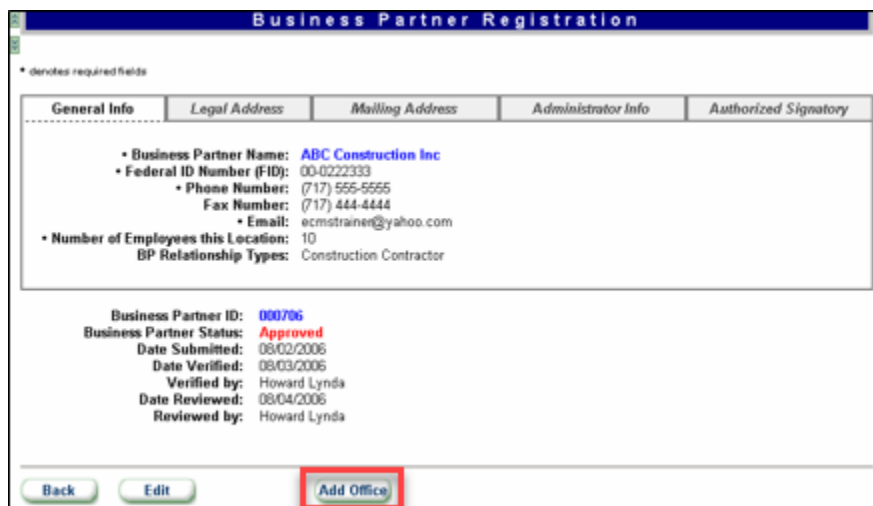 Business Partner Registration
* denotes required fields
General Info Legal Address Mailing Address Administrator Info Authorized Signatory
• Business Partner Name: ABC Construction Inc
• Federal ID Number (FID): 00-0222333
• Phone Number: (717) 555-5555
Fax Number: (717) 444-4444
• Email: ecmstrainer@yahoo.com
• Number of Employees this Location: 10
BP Relationship Types: Construction Contractor
Business Partner ID: 000706
Business Partner Status: Approved
Date Submitted: 08/02/2006
Date Verified: 08/03/2006
Verified by: Howard Lynda
Date Reviewed: 08/04/2006
Reviewed by: Howard Lynda
Back Edit Add Office